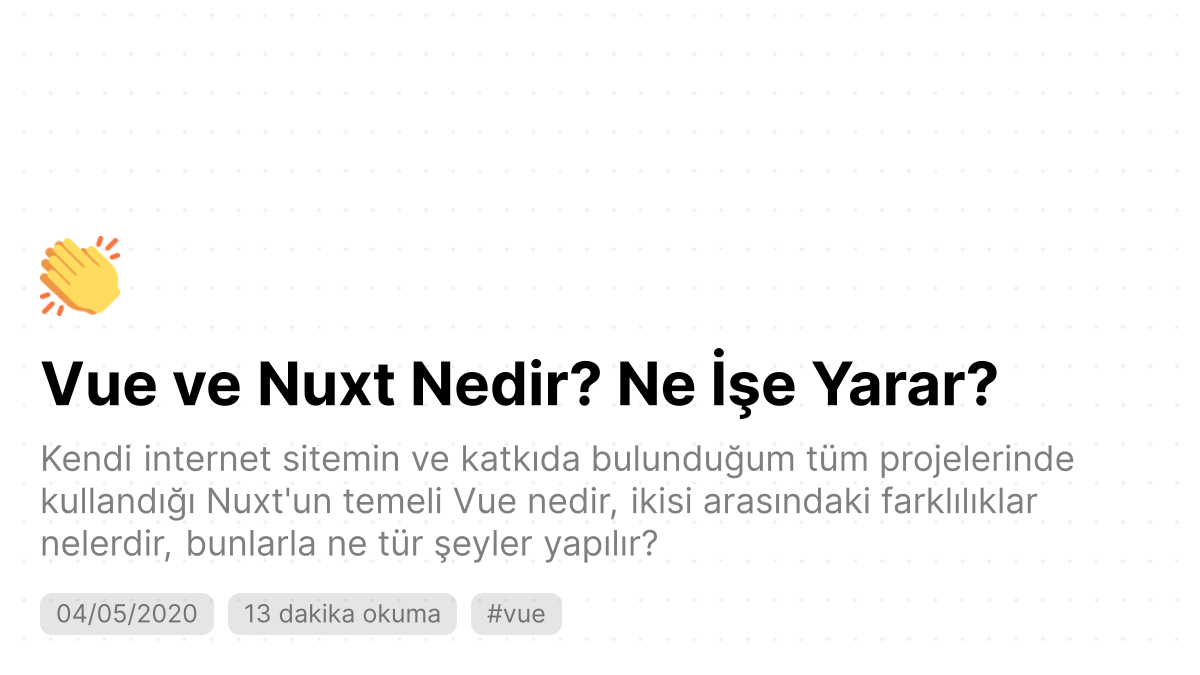 Vue ve Nuxt Nedir? Ne İşe Yarar?
Kendi internet sitemin ve katkıda bulunduğum tüm projelerinde
kullandığı Nuxt'un temeli Vue nedir, ikisi arasındaki farklılıklar
nelerdir, bunlarla ne tür şeyler yapılır?
04/05/2020 13 dakika okuma #vue